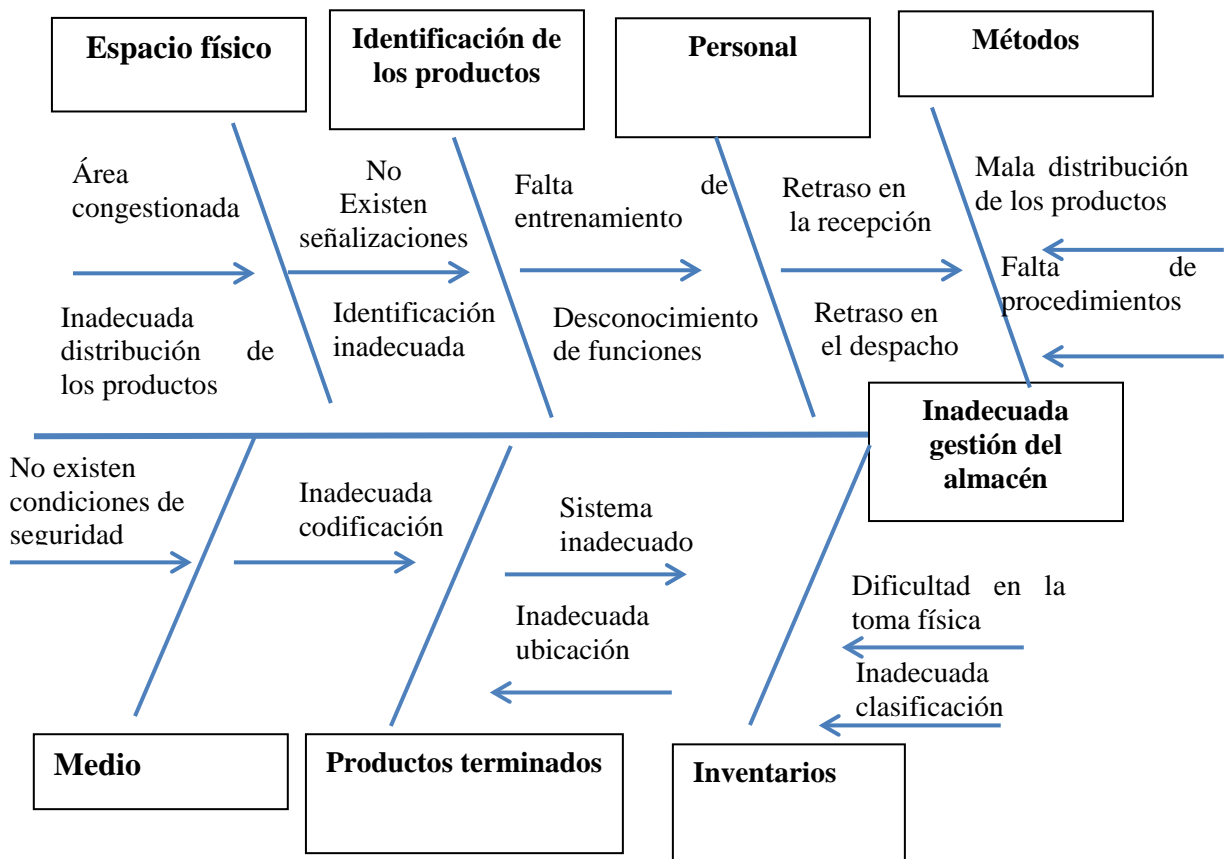 Espacio físico
Identificación de
los productos
Personal
Métodos
Área
congestionada
No
Existen
señalizaciones
Falta de
entrenamiento
Retraso en
la recepción
Mala distribución
de los productos
Inadecuada
distribución de
los productos
Identificación
inadecuada
Desconocimiento
de funciones
Retraso en
el despacho
Falta de
procedimientos
Inadecuada
gestión del
almacén
No existen
condiciones de
seguridad
Inadecuada
codificación
Sistema
inadecuado
Inadecuada
ubicación
Dificultad en la
toma física
Inadecuada
clasificación
Medio
Productos terminados
Inventarios